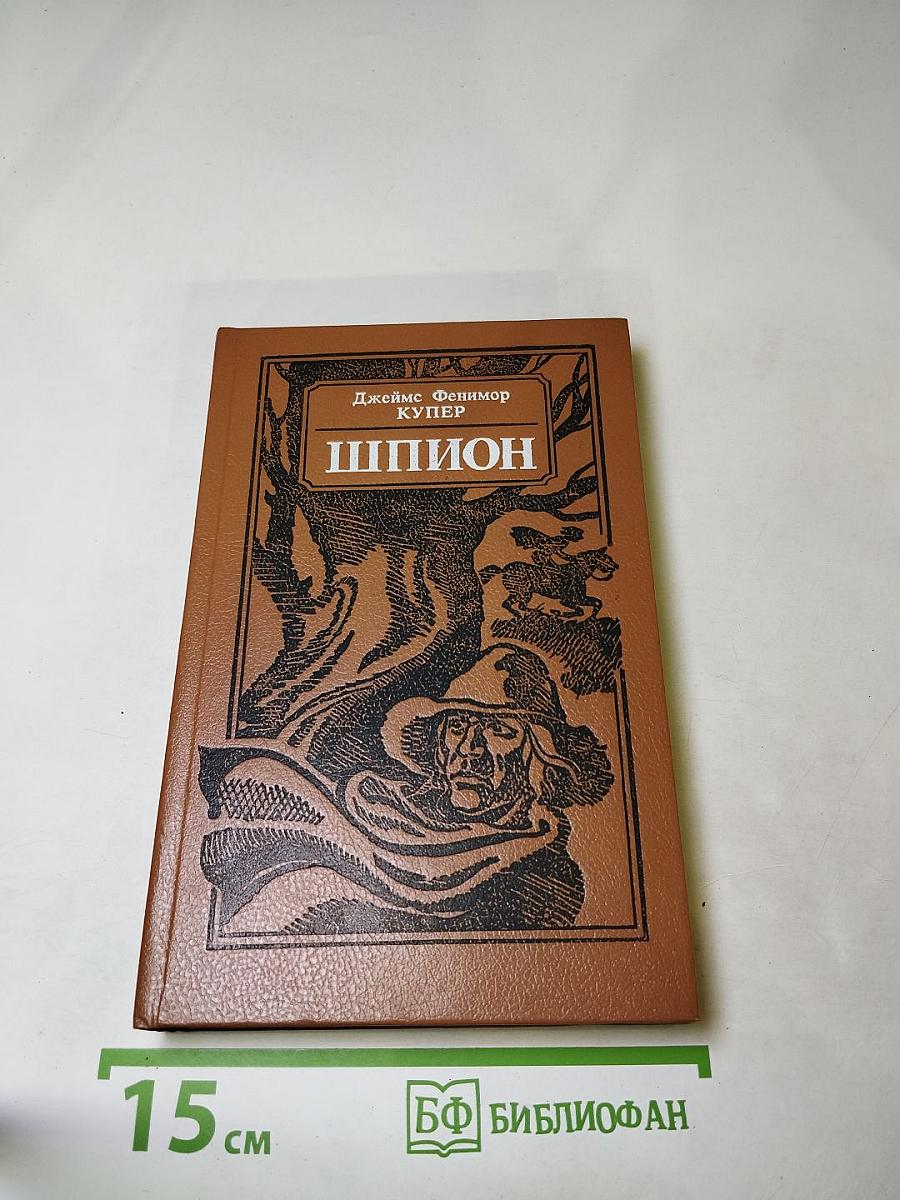 Джеймс Фенимор
КУПЕР
ШПИОН
15 см
БФ БИБЛИОФАН